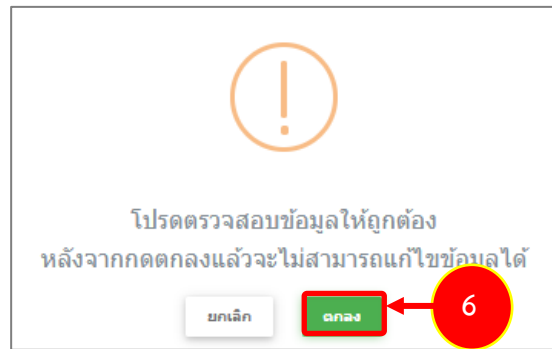 !
โปรดตรวจสอบข้อมูลให้ถูกต้อง
หลังจากกดตกลงแล้วจะไม่สามารถแก้ไขข้อมูลได้
ยกเลิก ตกลง 6